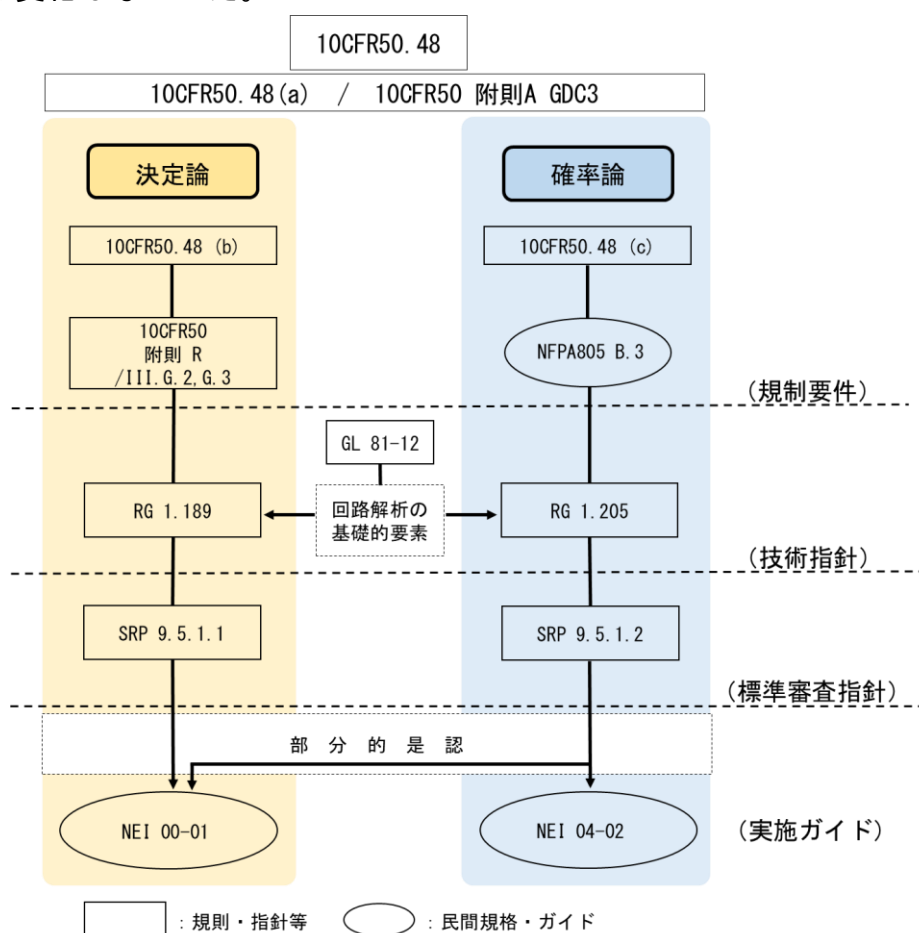 10CFR50.48
10CFR50.48(a) / 10CFR50 附則A GDC3
決定論
確率論
10CFR50.48 (b)
10CFR50.48 (c)
10CFR50
附則 R
/III.G.2,G.3
NFPA805 B.3
(規制要件)
GL 81-12
RG 1.189
回路解析の
基礎的要素
RG 1.205
(技術指針)
SRP 9.5.1.1
SRP 9.5.1.2
(標準審査指針)
部 分 的 是 認
NEI 00-01
NEI 04-02
(実施ガイド)
:規則・指針等
:民間規格・ガイド